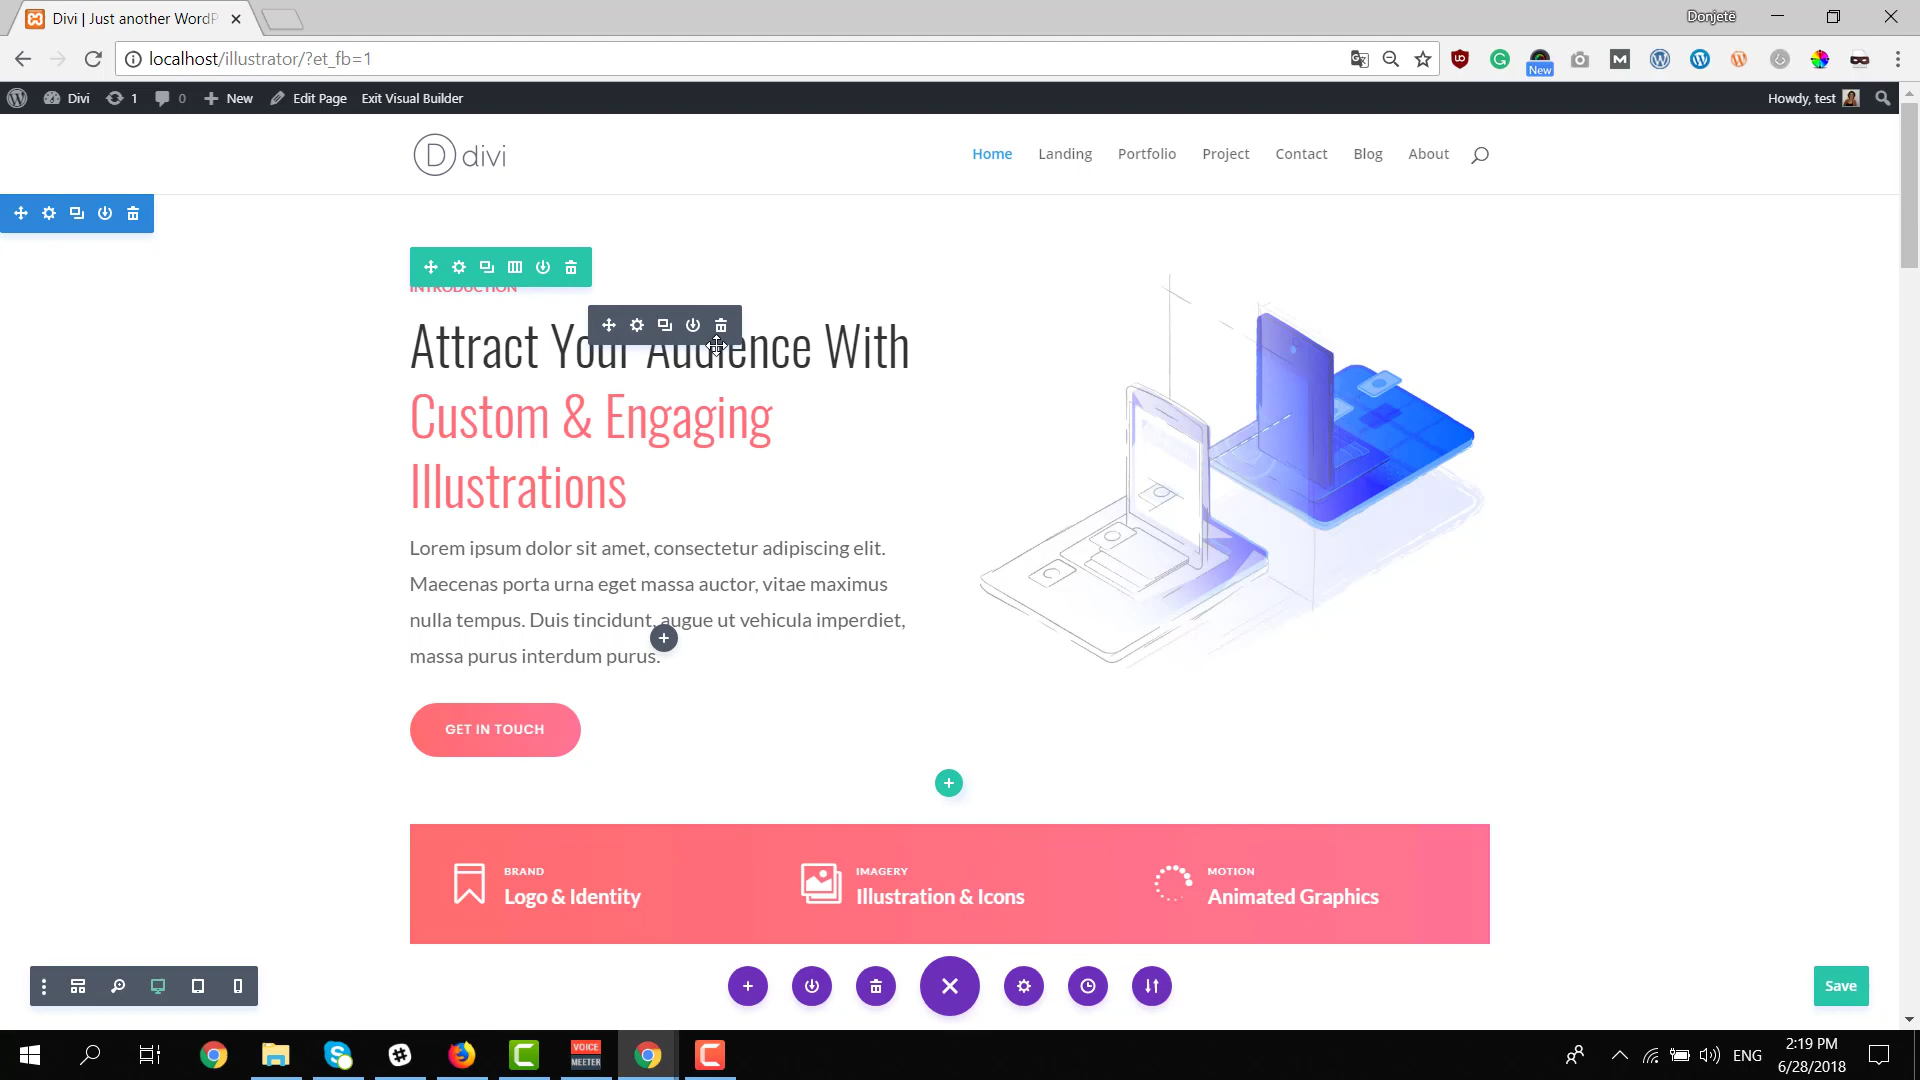 Divi | Just another WordP
Donjetë
localhost/illustrator/?et_fb=1
New
Divi
1
0
New
Edit Page
Exit Visual Builder
Howdy, test
D divi
Home
Landing
Portfolio
Project
Contact
Blog
About
INTRODUCTION
Attract Your Audience With
Custom & Engaging
Illustrations
Lorem ipsum dolor sit amet, consectetur adipiscing elit.
Maecenas porta urna eget massa auctor, vitae maximus
nulla tempus. Duis tincidunt, augue ut vehicula imperdiet,
massa purus interdum purus.
GET IN TOUCH
BRAND
Logo & Identity
IMAGERY
Illustration & Icons
MOTION
Animated Graphics
Save
VOICE
MEETER
ENG
2:19 PM
6/28/2018